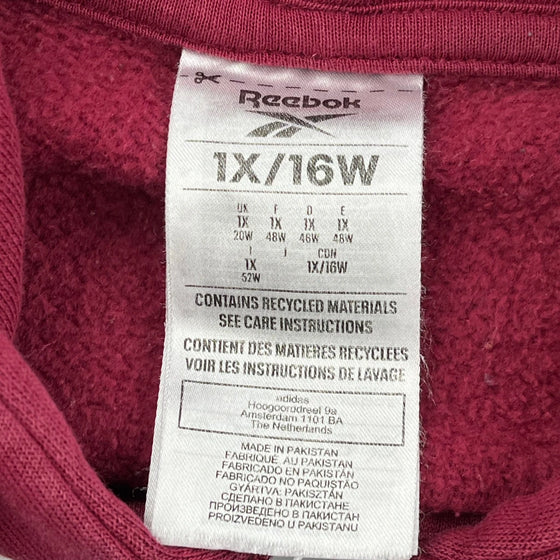 Reebok
1X/16W
UK F D E
1X 1X 1X 1X
20W 48W 46W 48W
I J CDN
1X 1X/16W
52W
CONTAINS RECYCLED MATERIALS
SEE CARE INSTRUCTIONS
CONTIENT DES MATIERES RECYCLEES
VOIR LES INSTRUCTIONS DE LAVAGE
adidas
Hoogoorddreef 9a
Amsterdam 1101 BA
The Netherlands
MADE IN PAKISTAN
FABRIQUÉ AU PAKISTAN
FABRICADO EN PAKISTÁN
FABRICADO NO PAQUISTÃO
GYÁRTVA: PAKISZTÁN
СДЕЛАНО В ПАКИСТАНЕ
ПРОИЗВЕДЕНО В ПАКИСТАН
PROIZVEDENO U PAKISTANU